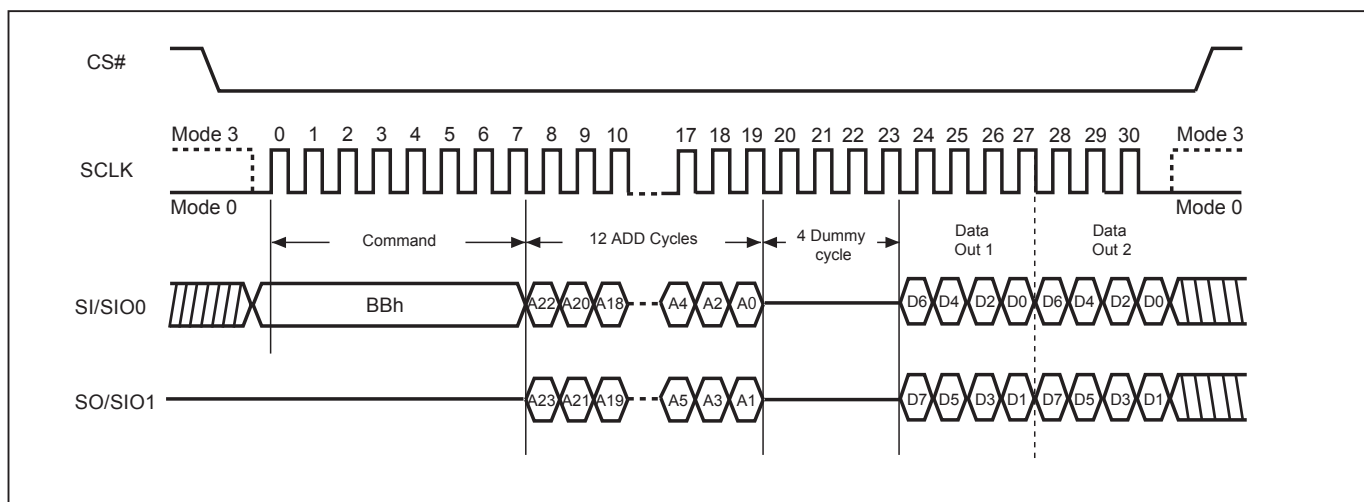 CS#
Mode 3 0 1 2 3 4 5 6 7 8 9 10 17 18 19 20 21 22 23 24 25 26 27 28 29 30 Mode 3
SCLK
Mode 0 Mode 0
Command 12 ADD Cycles 4 Dummy cycle Data Out 1 Data Out 2
SI/SIO0 BBh A22 A20 A18 A4 A2 A0 D6 D4 D2 D0 D6 D4 D2 D0
SO/SIO1 A23 A21 A19 A5 A3 A1 D7 D5 D3 D1 D7 D5 D3 D1